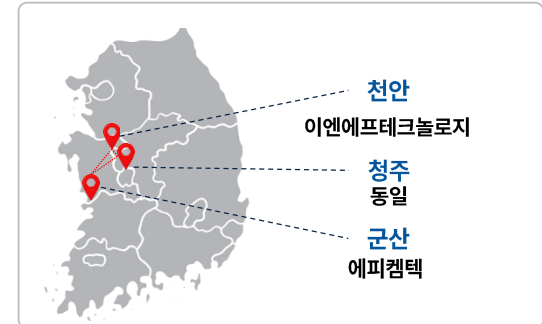 천안
이엔에프테크놀로지
청주
동일
군산
에피켐텍